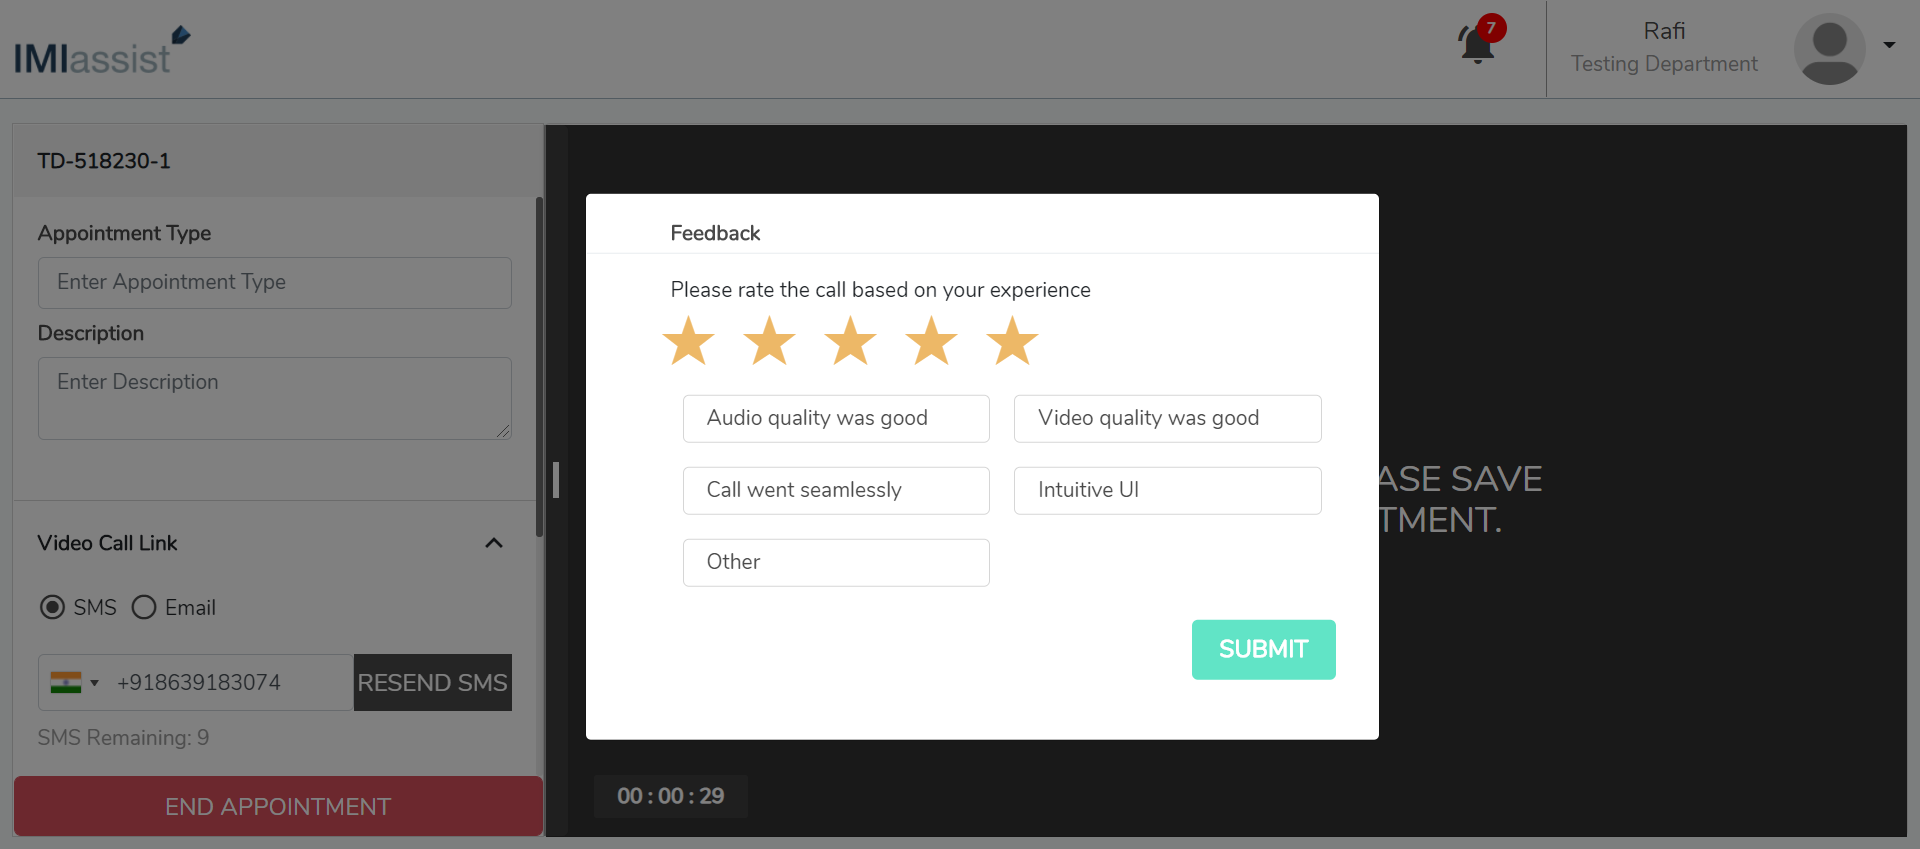 IMIassist
7
Rafi
Testing Department
TD-518230-1
Appointment Type
Enter Appointment Type
Description
Enter Description
Video Call Link
SMS
Email
+918639183074
RESEND SMS
SMS Remaining: 9
END APPOINTMENT
Feedback
Please rate the call based on your experience
Audio quality was good
Video quality was good
Call went seamlessly
Intuitive UI
Other
SUBMIT
ASE SAVE
TMENT.
00 : 00 : 29